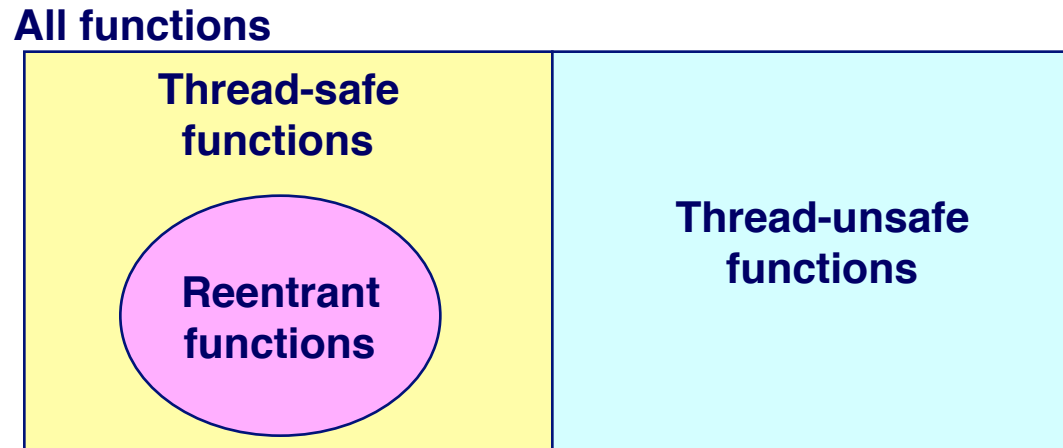 All functions
Thread-safe
functions
Thread-unsafe
functions
Reentrant
functions